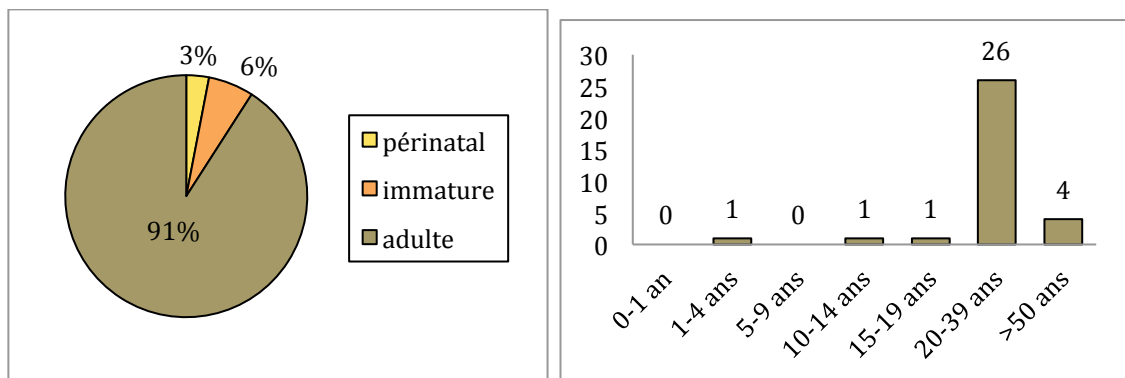 3%
6%
91%
périnatal
immature
adulte
30
25
20
15
10
5
0
0
1
0
1
1
26
4
0-1 an
1-4 ans
5-9 ans
10-14 ans
15-19 ans
20-39 ans
>50 ans